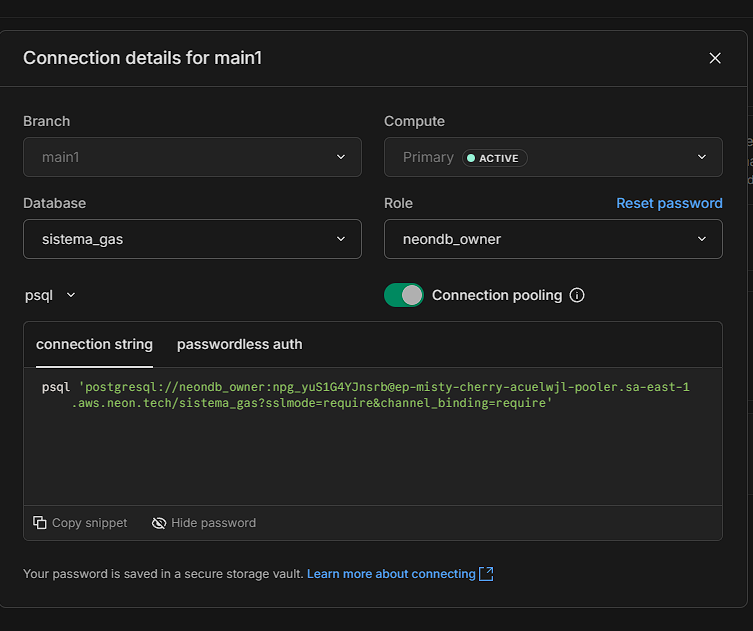 Connection details for main1
Branch
Compute
main1
Primary ACTIVE
Database
Role
Reset password
sistema_gas
neondb_owner
psql
Connection pooling
connection string
passwordless auth
psql 'postgresql://neondb_owner:npg_yuS1G4YJnsrb@ep-misty-cherry-acuelwjl-pooler.sa-east-1
.aws.neon.tech/sistema_gas?sslmode=require&channel_binding=require'
Copy snippet
Hide password
Your password is saved in a secure storage vault. Learn more about connecting